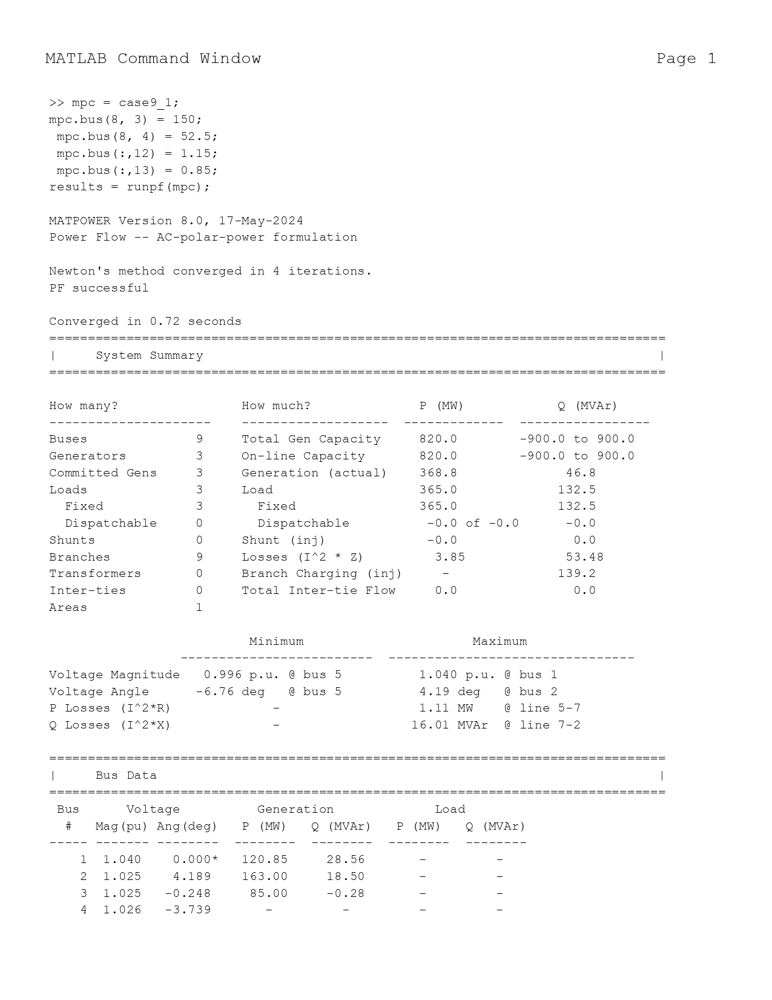 MATLAB Command Window                                      Page 1
>> mpc = case9_1;
mpc.bus(8, 3) = 150;
 mpc.bus(8, 4) = 52.5;
 mpc.bus(:,12) = 1.15;
 mpc.bus(:,13) = 0.85;
results = runpf(mpc);

MATPOWER Version 8.0, 17-May-2024
Power Flow -- AC-polar-power formulation

Newton's method converged in 4 iterations.
PF successful

Converged in 0.72 seconds
================================================================================
|     System Summary                                                           |
================================================================================

How many?                How much?              P (MW)            Q (MVAr)
---------------------    -------------------  -------------  -----------------
Buses              9     Total Gen Capacity     820.0        -900.0 to 900.0
Generators         3     On-line Capacity       820.0        -900.0 to 900.0
Committed Gens     3     Generation (actual)    368.8              46.8
Loads              3     Load                   365.0             132.5
  Fixed            3       Fixed                365.0             132.5
  Dispatchable     0       Dispatchable          -0.0 of -0.0      -0.0
Shunts             0     Shunt (inj)             -0.0               0.0
Branches           9     Losses (I^2 * Z)         3.85             53.48
Transformers       0     Branch Charging (inj)     -              139.2
Inter-ties         0     Total Inter-tie Flow     0.0               0.0
Areas              1

                          Minimum                      Maximum
                 -------------------------  --------------------------------
Voltage Magnitude   0.996 p.u. @ bus 5          1.040 p.u. @ bus 1
Voltage Angle      -6.76 deg   @ bus 5          4.19 deg   @ bus 2
P Losses (I^2*R)             -                  1.11 MW    @ line 5-7
Q Losses (I^2*X)             -                 16.01 MVAr  @ line 7-2

================================================================================
|     Bus Data                                                                 |
================================================================================
 Bus      Voltage          Generation             Load
  #   Mag(pu) Ang(deg)   P (MW)   Q (MVAr)   P (MW)   Q (MVAr)
----- ------- --------  --------  --------  --------  --------
    1  1.040    0.000*   120.85     28.56       -         -
    2  1.025    4.189    163.00     18.50       -         -
    3  1.025   -0.248     85.00     -0.28       -         -
    4  1.026   -3.739       -         -         -         -